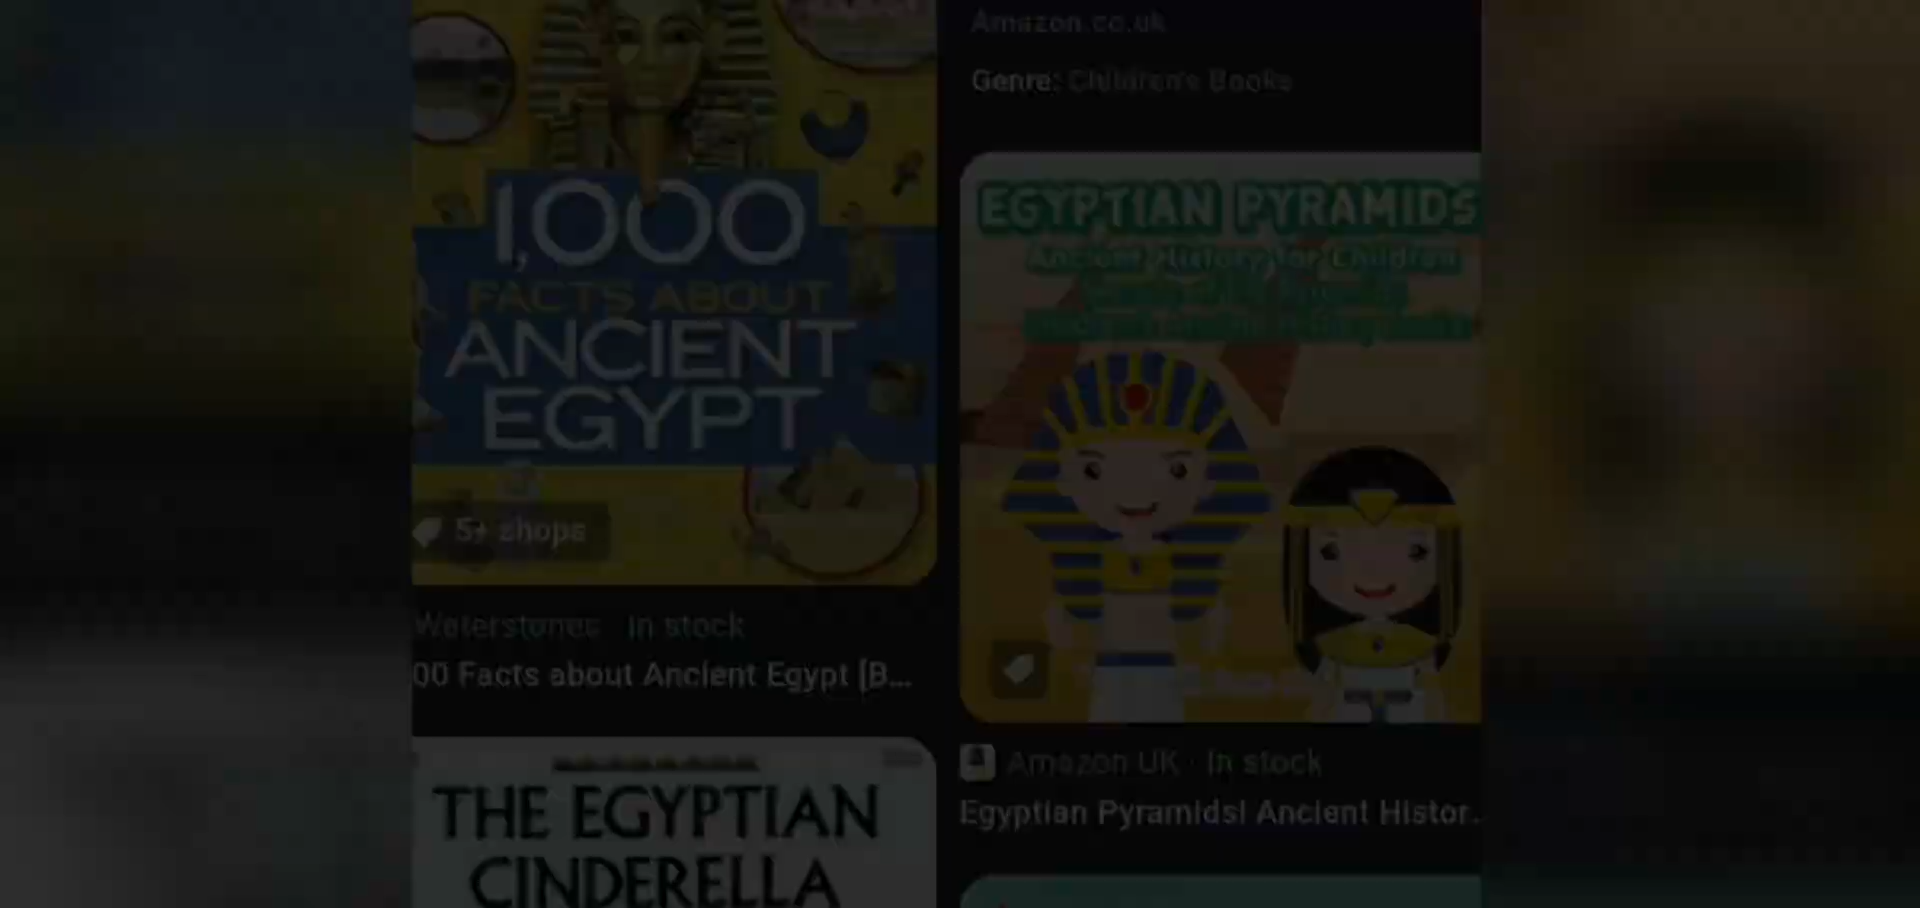 1,000
FACTS ABOUT
ANCIENT
EGYPT
5+ shops
Waterstones · In stock
00 Facts about Ancient Egypt [B...
THE EGYPTIAN
CINDERELLA
Amazon.co.uk
Genre: Children's Books
EGYPTIAN PYRAMIDS
Ancient History for Children
Amazon UK · In stock
Egyptian Pyramids! Ancient Histor.